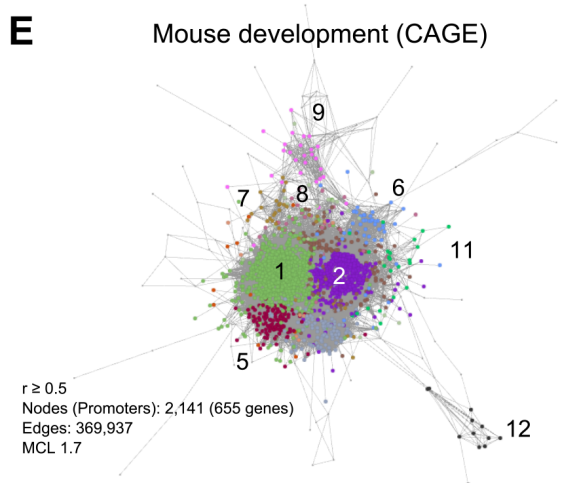 E
Mouse development (CAGE)
9
7
8
6
11
1
2
5
r ≥ 0.5
Nodes (Promoters): 2,141 (655 genes)
Edges: 369,937
MCL 1.7
12